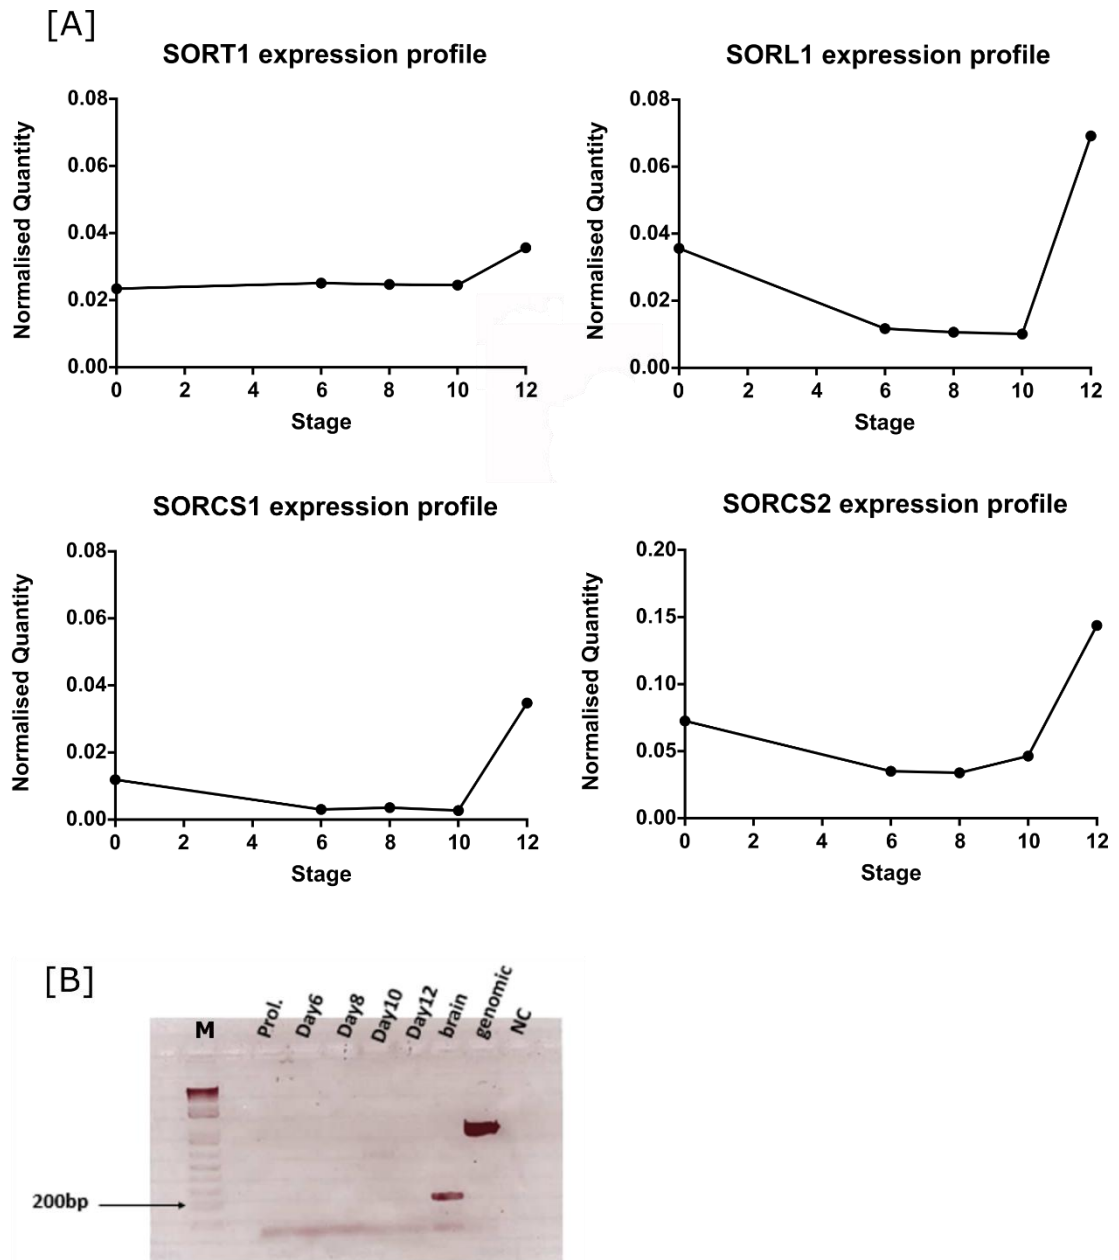 [A]
SORT1 expression profile
Normalised Quantity
0.08
0.06
0.04
0.02
0.00
0 2 4 6 8 10 12
Stage
SORL1 expression profile
Normalised Quantity
0.08
0.06
0.04
0.02
0.00
0 2 4 6 8 10 12
Stage
SORCS1 expression profile
Normalised Quantity
0.08
0.06
0.04
0.02
0.00
0 2 4 6 8 10 12
Stage
SORCS2 expression profile
Normalised Quantity
0.20
0.15
0.10
0.05
0.00
0 2 4 6 8 10 12
Stage
[B]
M Prol. Day6 Day8 Day10 Day12 brain genomic NC
200bp